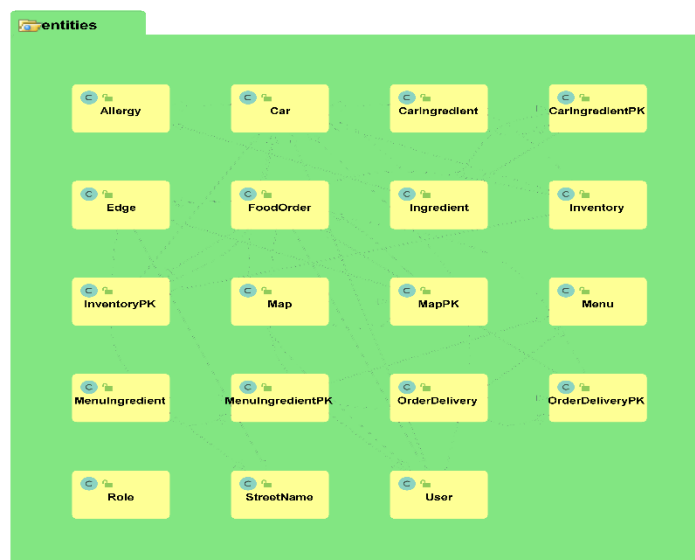 entities
Allergy
Car
CarIngredient
CarIngredientPK
Edge
FoodOrder
Ingredient
Inventory
InventoryPK
Map
MapPK
Menu
MenuIngredient
MenuIngredientPK
OrderDelivery
OrderDeliveryPK
Role
StreetName
User